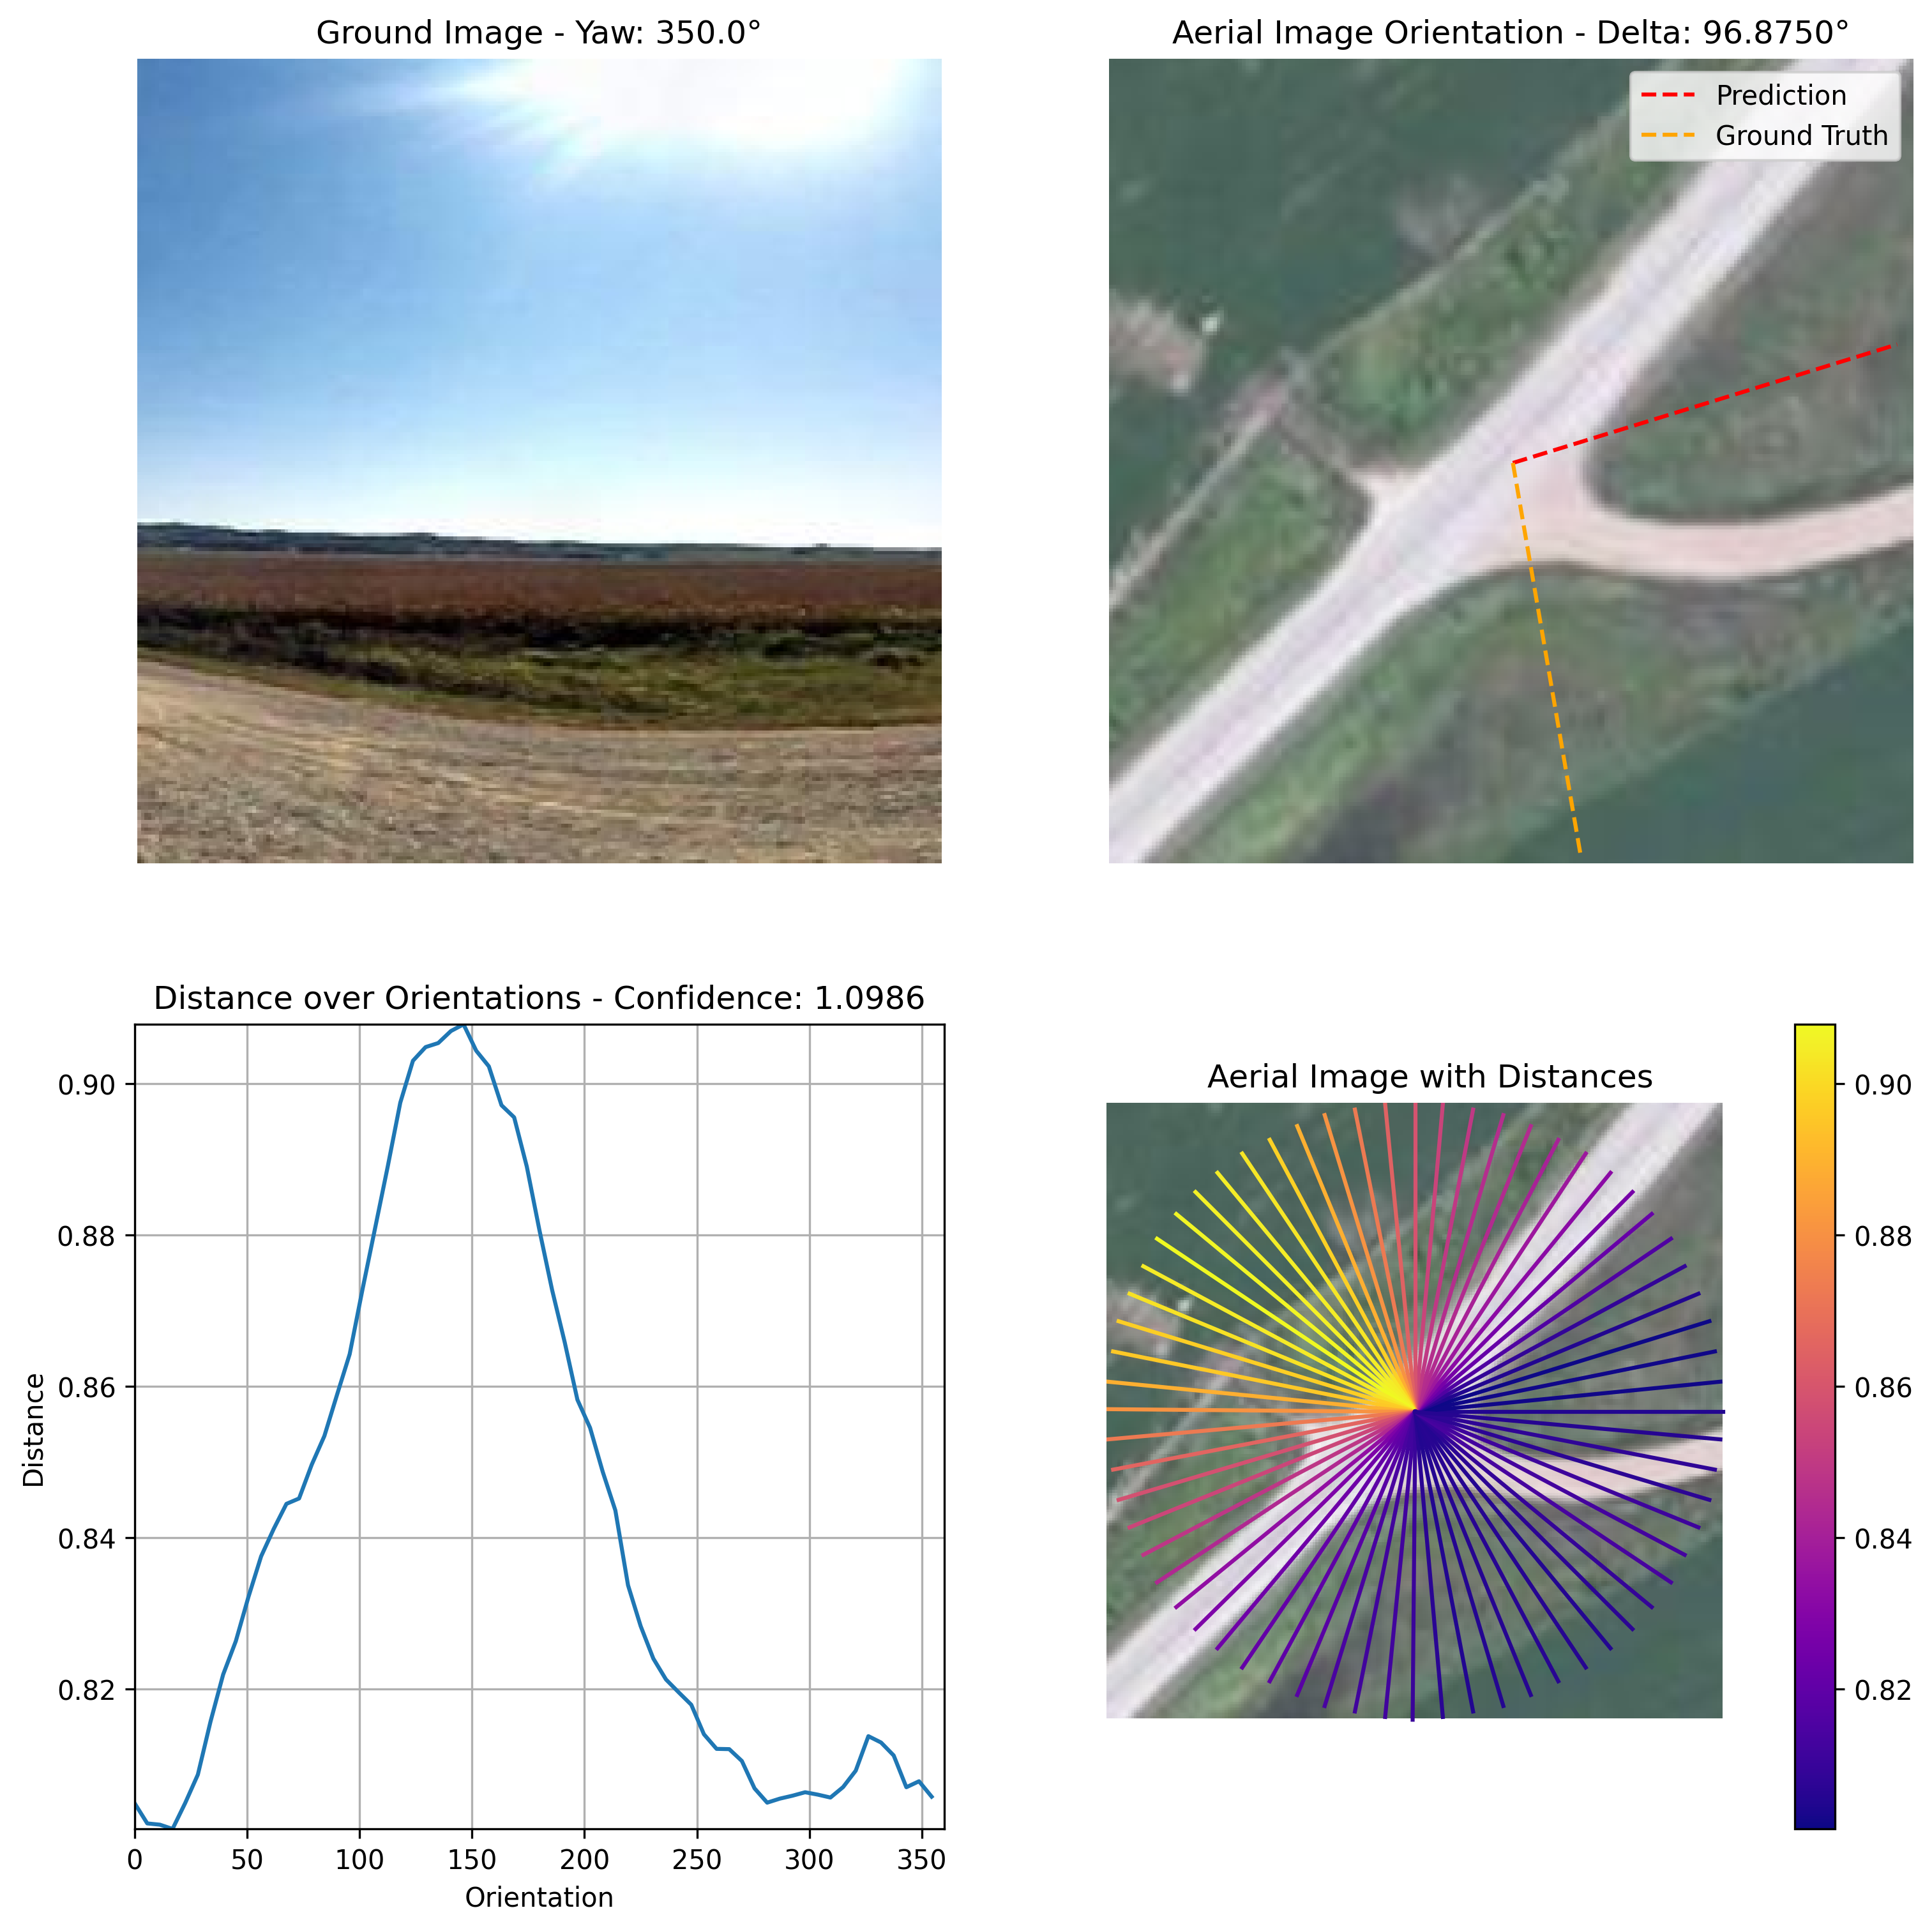 Ground Image - Yaw: 350.0°
Aerial Image Orientation - Delta: 96.8750°
Prediction
Ground Truth
Distance over Orientations - Confidence: 1.0986
0.90
0.88
0.86
0.84
0.82
Distance
0 50 100 150 200 250 300 350
Orientation
Aerial Image with Distances
0.90
0.88
0.86
0.84
0.82